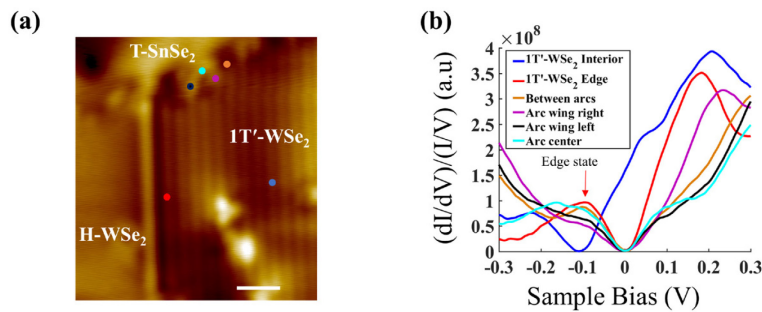 (a)
T-SnSe2
1T′-WSe2
H-WSe2
(b)
×10⁸
4
3.5
3
2.5
2
1.5
1
0.5
0
(dI/dV)/(I/V) (a.u)
1T'-WSe2 Interior
1T'-WSe2 Edge
Between arcs
Arc wing right
Arc wing left
Arc center
Edge state
-0.3 -0.2 -0.1 0 0.1 0.2 0.3
Sample Bias (V)